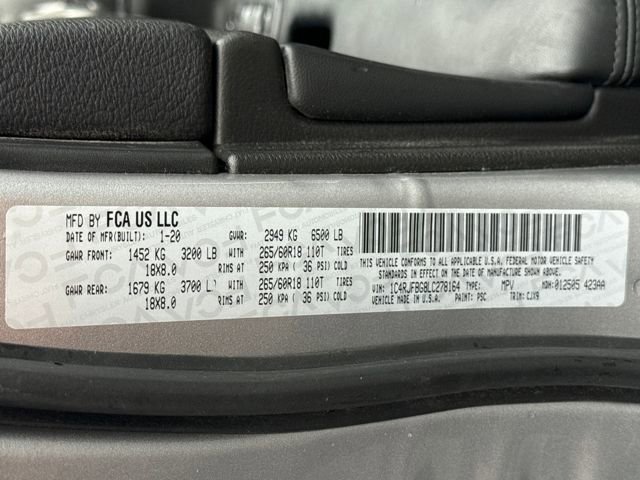 MFD BY FCA US LLC
DATE OF MFR(BUILT): 1-20 GVWR: 2949 KG 6500 LB
GAWR FRONT: 1452 KG 3200 LB WITH 265/60R18 110T TIRES
18X8.0 RIMS AT 250 KPA ( 36 PSI) COLD
GAWR REAR: 1679 KG 3700 LB WITH 265/60R18 110T TIRES
18X8.0 RIMS AT 250 KPA ( 36 PSI) COLD
THIS VEHICLE CONFORMS TO ALL APPLICABLE U.S.A. FEDERAL MOTOR VEHICLE SAFETY
STANDARDS IN EFFECT ON THE DATE OF MANUFACTURE SHOWN ABOVE.
VIN: 1C4RJFBG8LC278164 TYPE: MPV MDH: 012505 423AA
VEHICLE MADE IN U.S.A. PAINT: PSC TRIM: CJX9